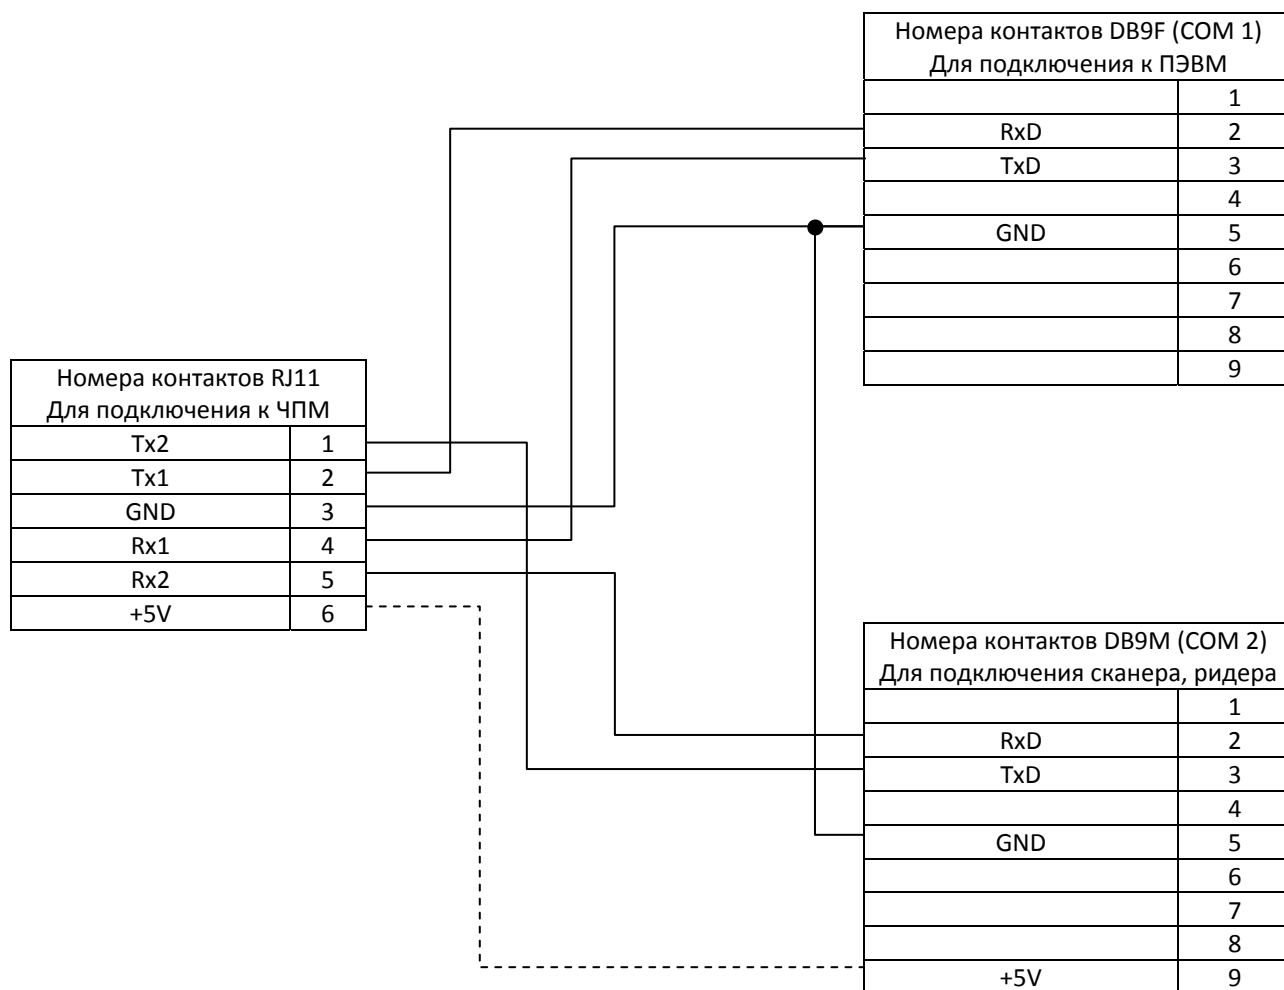 Номера контактов DB9F (COM 1)
Для подключения к ПЭВМ
1
RxD 2
TxD 3
4
GND 5
6
7
8
9
Номера контактов RJ11
Для подключения к ЧПМ
Tx2 1
Tx1 2
GND 3
Rx1 4
Rx2 5
+5V 6
Номера контактов DB9M (COM 2)
Для подключения сканера, ридера
1
RxD 2
TxD 3
4
GND 5
6
7
8
+5V 9